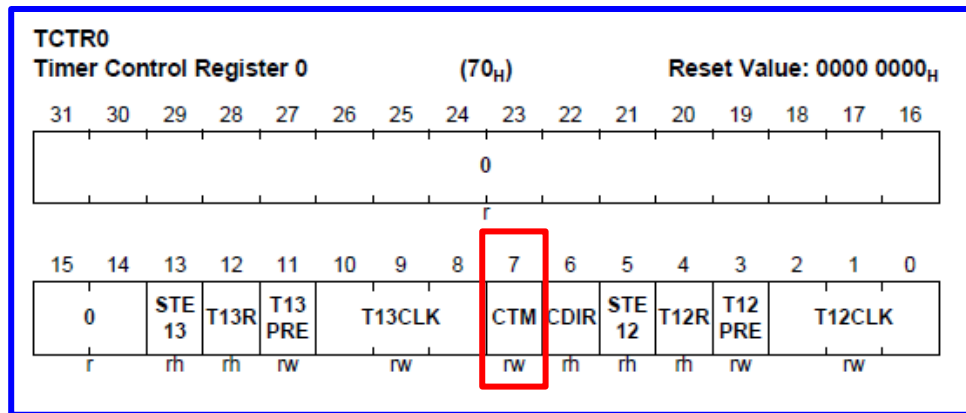 TCTR0
Timer Control Register 0 (70H) Reset Value: 0000 0000H
31 30 29 28 27 26 25 24 23 22 21 20 19 18 17 16
0
r
15 14 13 12 11 10 9 8 7 6 5 4 3 2 1 0
0 STE 13 T13R T13 PRE T13CLK CTM CDIR STE 12 T12R T12 PRE T12CLK
r rh rh rw rw rw rh rh rh rw rw